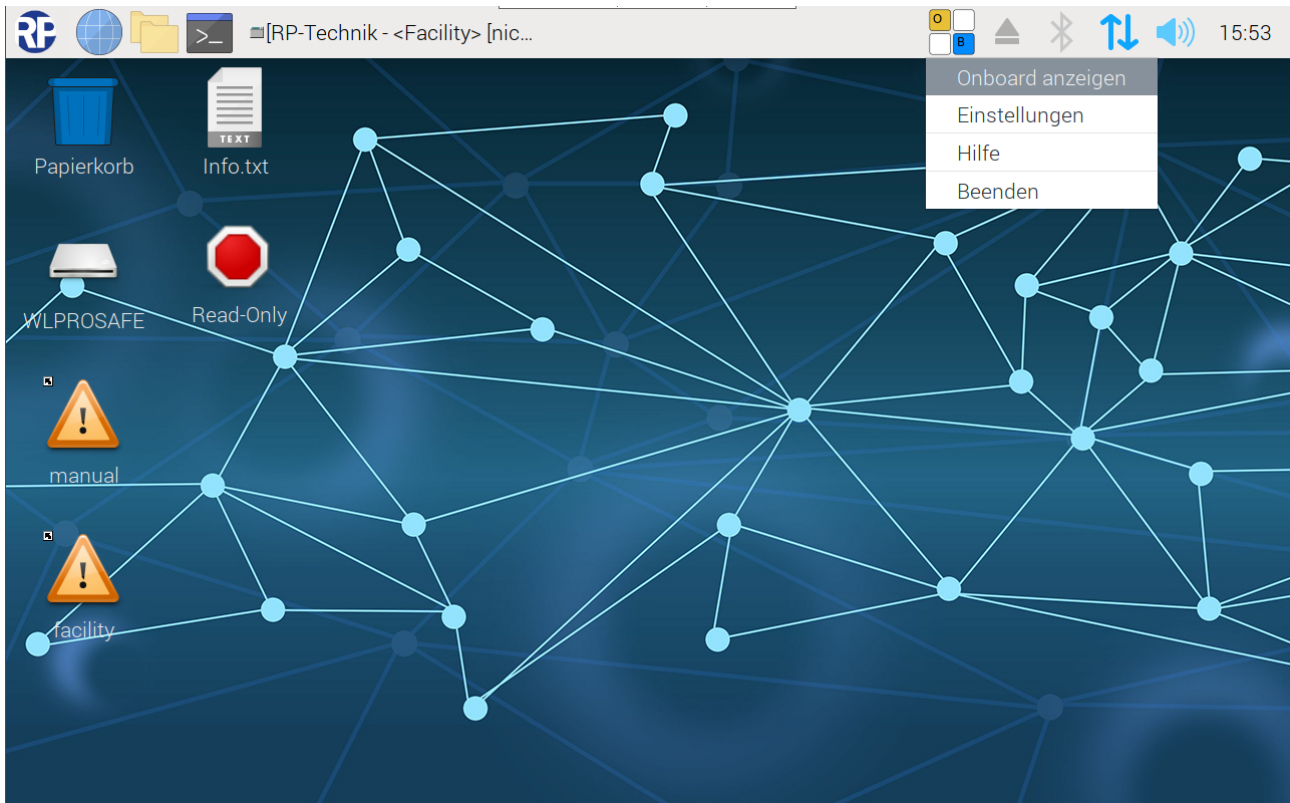 RP
>_
[RP-Technik - <Facility> [nic...
O
B
15:53
Onboard anzeigen
Einstellungen
Hilfe
Beenden
TEXT
Papierkorb
Info.txt
WLPROSAFE
Read-Only
manual
facility